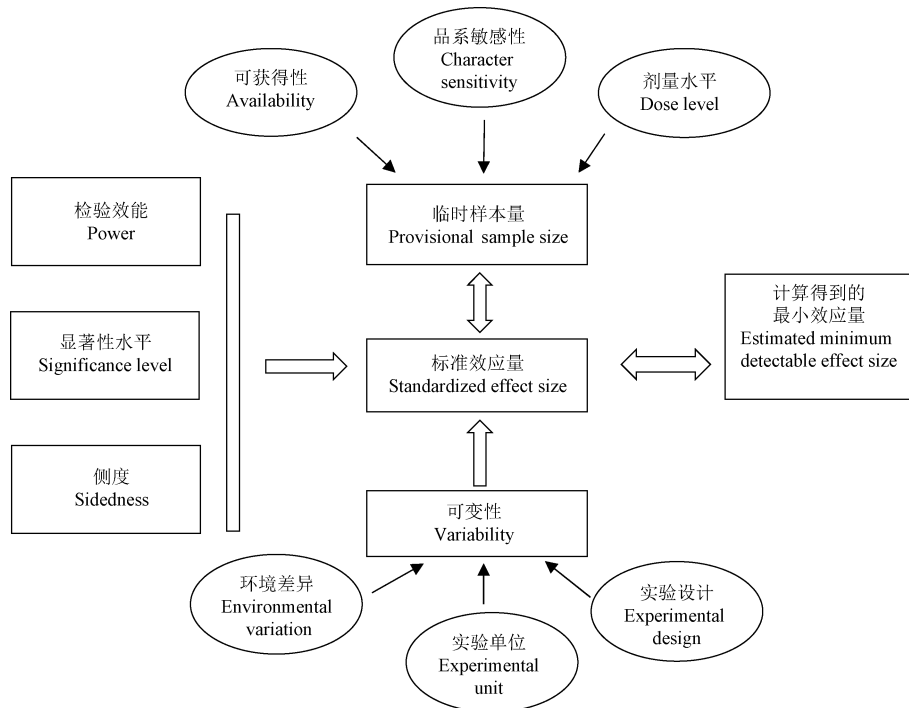 品系敏感性
Character
sensitivity
可获得性
Availability
剂量水平
Dose level
检验效能
Power
临时样本量
Provisional sample size
显著性水平
Significance level
标准效应量
Standardized effect size
计算得到的
最小效应量
Estimated minimum
detectable effect size
侧度
Sidedness
可变性
Variability
环境差异
Environmental
variation
实验单位
Experimental
unit
实验设计
Experimental
design